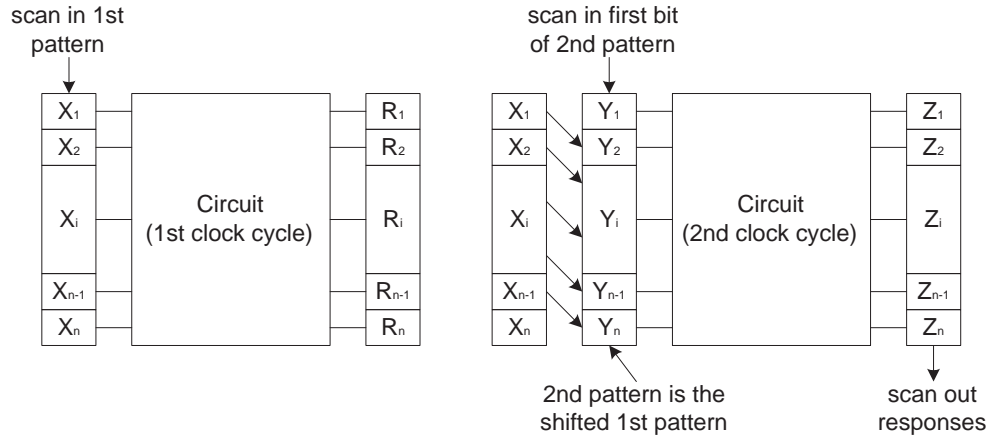 scan in 1st
pattern
X1
X2
Xi
Xn-1
Xn
Circuit
(1st clock cycle)
R1
R2
Ri
Rn-1
Rn
scan in first bit
of 2nd pattern
X1
X2
Xi
Xn-1
Xn
Y1
Y2
Yi
Yn-1
Yn
Circuit
(2nd clock cycle)
Z1
Z2
Zi
Zn-1
Zn
2nd pattern is the
shifted 1st pattern
scan out
responses